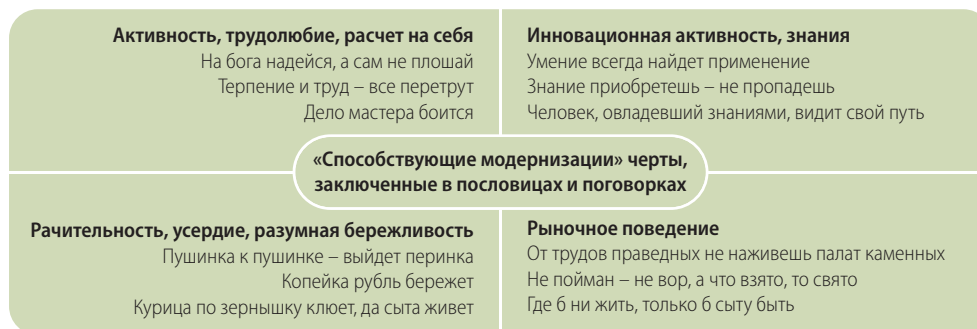 Активность, трудолюбие, расчет на себя
На бога надейся, а сам не плошай
Терпение и труд – все перетрут
Дело мастера боится
Инновационная активность, знания
Умение всегда найдет применение
Знание приобретешь – не пропадешь
Человек, овладевший знаниями, видит свой путь
«Способствующие модернизации» черты,
заключенные в пословицах и поговорках
Рачительность, усердие, разумная бережливость
Пушинка к пушинке – выйдет перинка
Копейка рубль бережет
Курица по зернышку клюет, да сыта живет
Рыночное поведение
От трудов праведных не наживешь палат каменных
Не пойман – не вор, а что взято, то свято
Где б ни жить, только б сыту быть